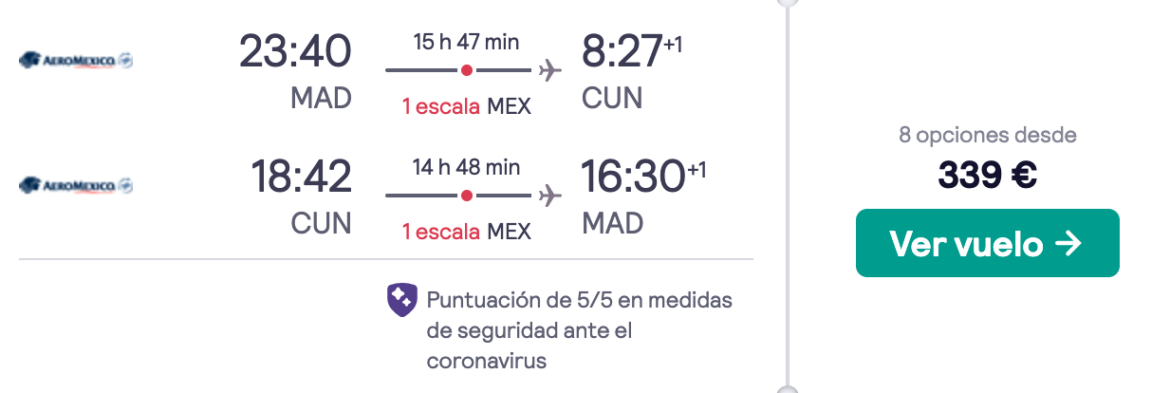 AEROMEXICO
23:40
15 h 47 min
8:27+1
MAD
1 escala MEX
CUN
AEROMEXICO
18:42
14 h 48 min
16:30+1
CUN
1 escala MEX
MAD
Puntuación de 5/5 en medidas
de seguridad ante el
coronavirus
8 opciones desde
339 €
Ver vuelo →